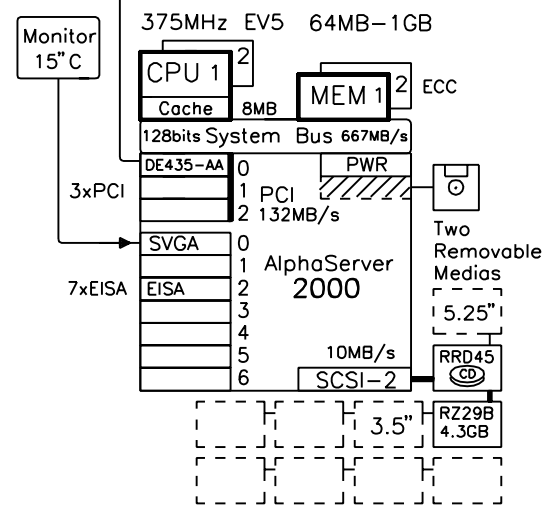 375MHz EV5 64MB-1GB
Monitor
15"C
CPU 1 2
MEM 1 2 ECC
Cache 8MB
128bits System Bus 667MB/s
DE435-AA 0 PWR
3xPCI 1 PCI
2 132MB/s
SVGA 0
1 AlphaServer
7xEISA EISA 2 2000
3
4
5 10MB/s
6 SCSI-2
Two
Removable
Medias
5.25"
RRD45
CD
3.5" RZ29B
4.3GB